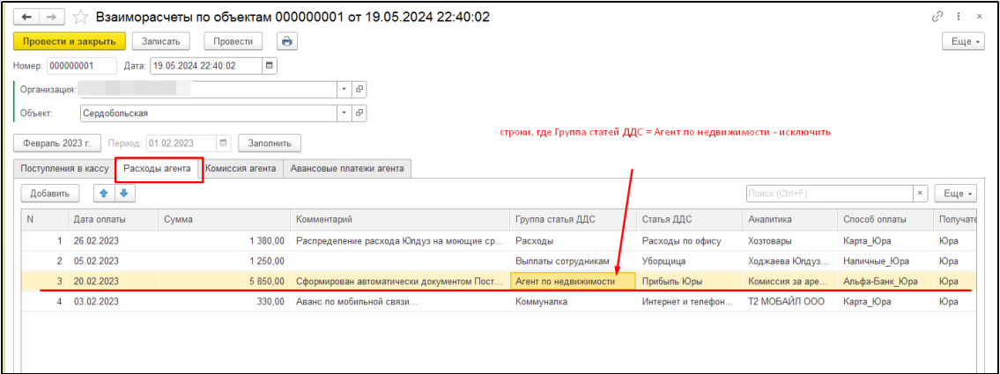 Взаиморасчеты по объектам 000000001 от 19.05.2024 22:40:02
Провести и закрыть Записать Провести Еще
Номер: 000000001 Дата: 19.05.2024 22:40:02
Организация:
Объект: Сердобольская
строки, где Группа статей ДДС = Агент по недвижимости - исключить
Февраль 2023 г. Период: 01.02.2023 Заполнить
Поступления в кассу Расходы агента Комиссия агента Авансовые платежи агента
Добавить Поиск (Ctrl+F) × Еще
N Дата оплаты Сумма Комментарий Группа статья ДДС Статья ДДС Аналитика Способ оплаты Получате
1 26.02.2023 1 380,00 Распределение расхода Юлдуз на моющие ср... Расходы Расходы по офису Хозтовары Карта_Юра Юра
2 05.02.2023 1 250,00 Выплаты сотрудникам Уборщица Ходжаева Юлдуз... Наличные_Юра Юра
3 20.02.2023 5 850,00 Сформирован автоматически документом Пост... Агент по недвижимости Прибыль Юры Комиссия за аре... Альфа-Банк_Юра Юра
4 03.02.2023 330,00 Аванс по мобильной связи... Коммуналка Интернет и телефон... Т2 МОБАЙЛ ООО Карта_Юра Юра